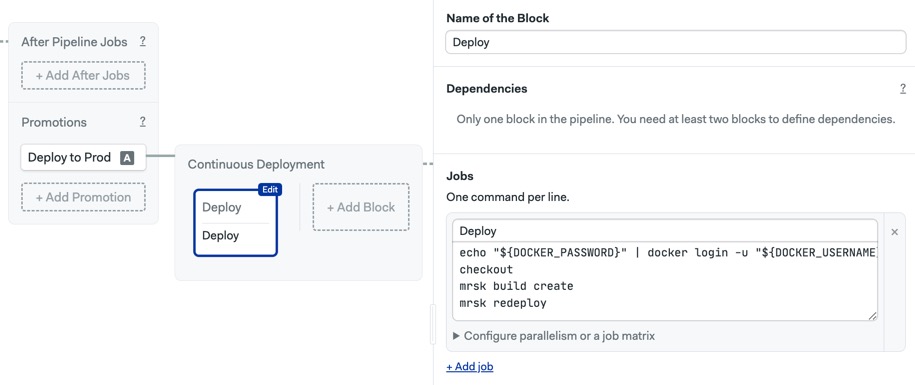 After Pipeline Jobs ?
+ Add After Jobs
Promotions ?
Deploy to Prod A
+ Add Promotion
Continuous Deployment
Edit
Deploy
Deploy
+ Add Block
Name of the Block
Deploy
Dependencies ?
Only one block in the pipeline. You need at least two blocks to define dependencies.
Jobs
One command per line.
Deploy ×
echo "${DOCKER_PASSWORD}" | docker login -u "${DOCKER_USERNAME}
checkout
mrsk build create
mrsk redeploy
▶ Configure parallelism or a job matrix
+ Add job